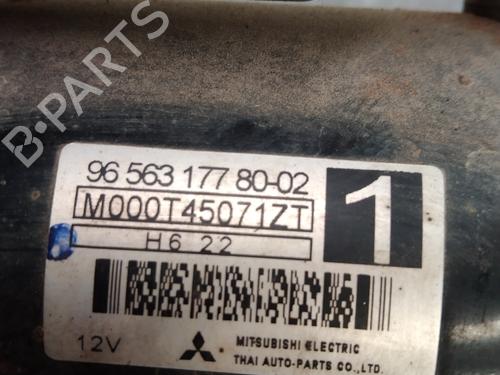 B-PARTS
96 563 177 80-02
M000T45071ZT
1
H6 22
12V
MITSUBISHI ELECTRIC
THAI AUTO-PARTS CO.,LTD.